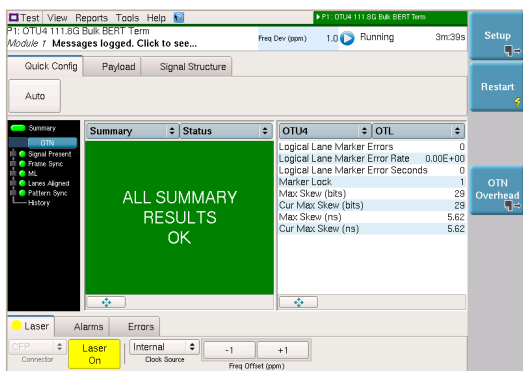 Test View Reports Tools Help
P1: OTU4 111.8G Bulk BERT Term
P1: OTU4 111.8G Bulk BERT Term
Module 1 Messages logged. Click to see...
Freq Dev (ppm) 1.0 Running 3m:39s
Setup
Quick Config Payload Signal Structure
Auto
Restart
Summary
OTN
Signal Present
Frame Sync
ML
Lanes Aligned
Pattern Sync
History
Summary Status
ALL SUMMARY
RESULTS
OK
OTU4 OTL
Logical Lane Marker Errors 0
Logical Lane Marker Error Rate 0.00E+00
Logical Lane Marker Error Seconds 0
Marker Lock 1
Max Skew (bits) 29
Cur Max Skew (bits) 29
Max Skew (ns) 5.62
Cur Max Skew (ns) 5.62
OTN
Overhead
Laser Alarms Errors
CFP
Connector
Laser
On
Internal
Clock Source
-1 +1
Freq Offset (ppm)